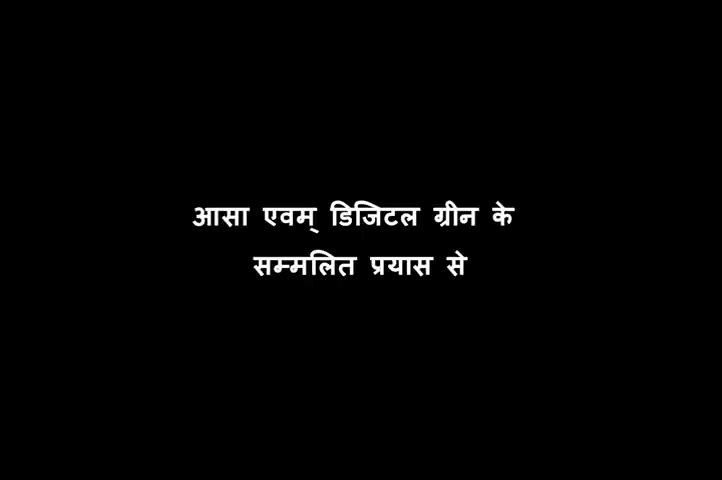 आसा एवम् डिजिटल ग्रीन के
सम्मलित प्रयास से